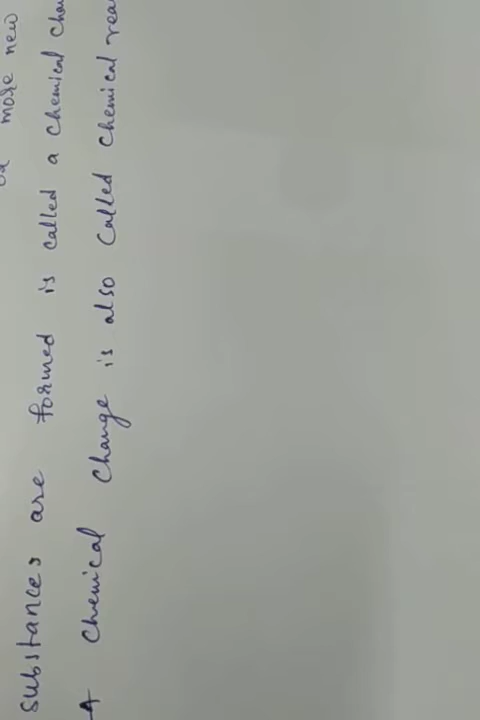 more new
substances are formed is called a chemical
A chemical change is also called chemical